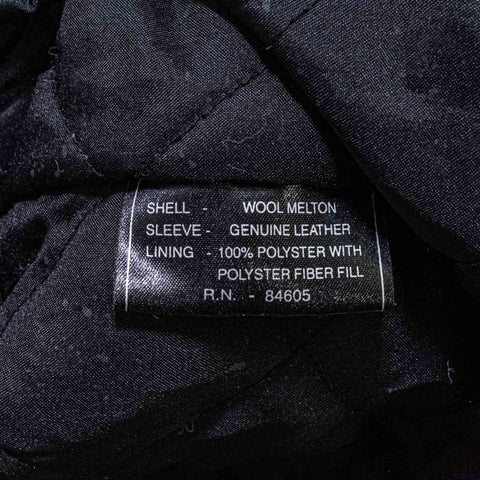 SHELL - WOOL MELTON
SLEEVE - GENUINE LEATHER
LINING - 100% POLYSTER WITH
POLYSTER FIBER FILL
R.N. - 84605